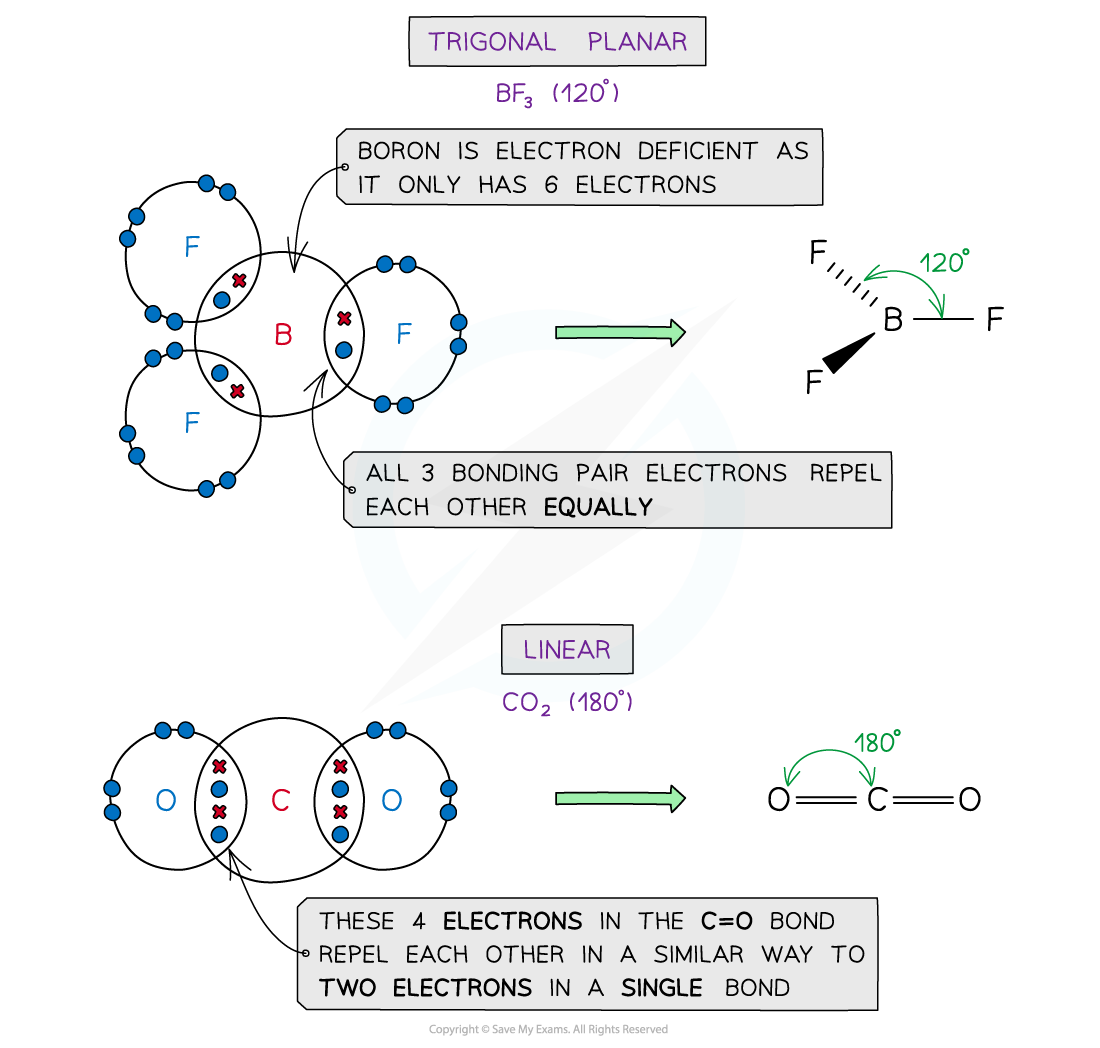 TRIGONAL PLANAR
BF₃ (120°)
BORON IS ELECTRON DEFICIENT AS
IT ONLY HAS 6 ELECTRONS
F
B
F
F
F
120°
B
F
F
ALL 3 BONDING PAIR ELECTRONS REPEL
EACH OTHER EQUALLY
LINEAR
CO₂ (180°)
O
C
O
180°
O
C
O
THESE 4 ELECTRONS IN THE C=O BOND
REPEL EACH OTHER IN A SIMILAR WAY TO
TWO ELECTRONS IN A SINGLE BOND
Copyright © Save My Exams. All Rights Reserved